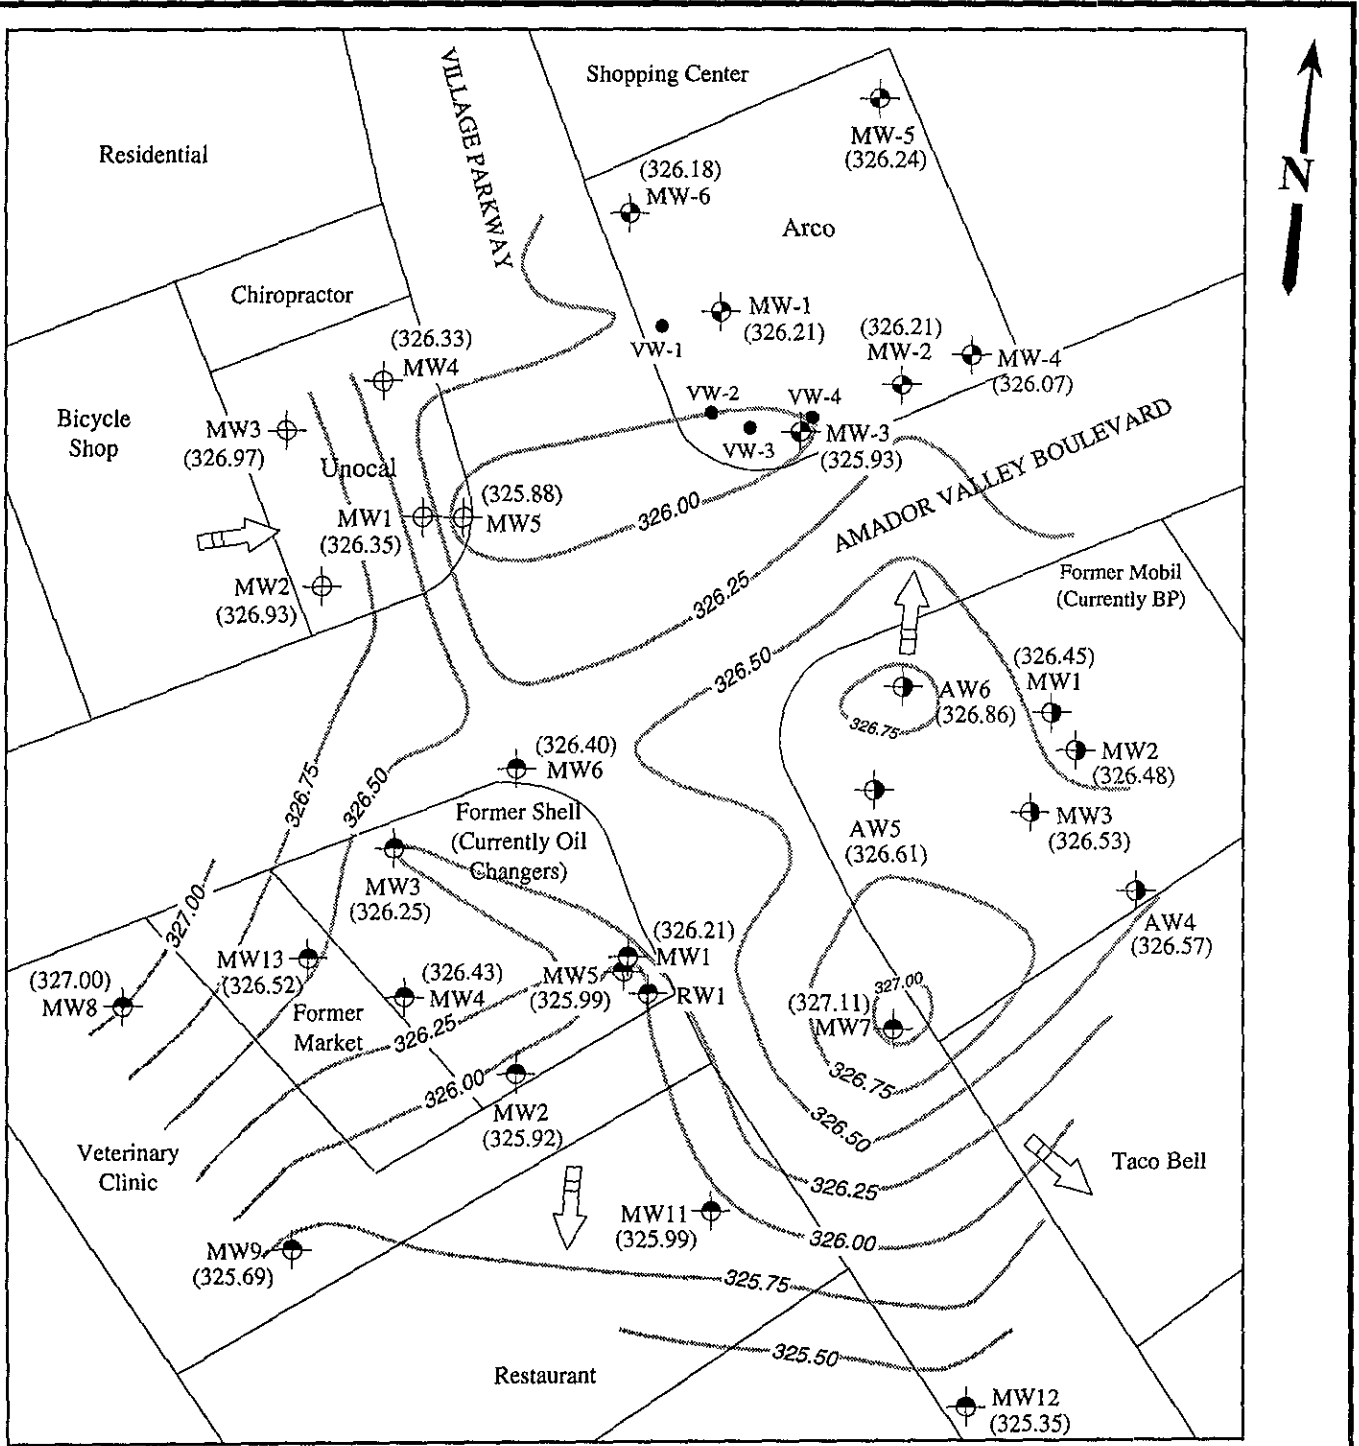 Shopping Center
VILLAGE PARKWAY
Residential
MW-5
(326.24)
(326.18)
MW-6
N
Arco
Chiropractor
MW-1
(326.21)
VW-1
(326.21)
MW-2
MW-4
(326.07)
(326.33)
MW4
Bicycle
Shop
MW3
(326.97)
Unocal
VW-2
VW-4
VW-3
MW-3
(325.93)
AMADOR VALLEY BOULEVARD
(325.88)
MW5
MW1
(326.35)
326.00
MW2
(326.93)
326.25
Former Mobil
(Currently BP)
326.50
(326.45)
MW1
AW6
(326.86)
326.75
MW2
(326.48)
(326.40)
MW6
326.75
326.50
Former Shell
(Currently Oil
Changers)
AW5
(326.61)
MW3
(326.53)
MW3
(326.25)
327.00
AW4
(326.57)
(326.21)
MW1
MW13
(326.52)
MW5
(325.99)
RW1
(327.00)
MW8
(326.43)
MW4
327.00
(327.11)
MW7
Former
Market
326.25
326.75
326.00
MW2
(325.92)
326.50
Veterinary
Clinic
Taco Bell
326.25
MW11
(325.99)
326.00
MW9
(325.69)
325.75
325.50
Restaurant
MW12
(325.35)